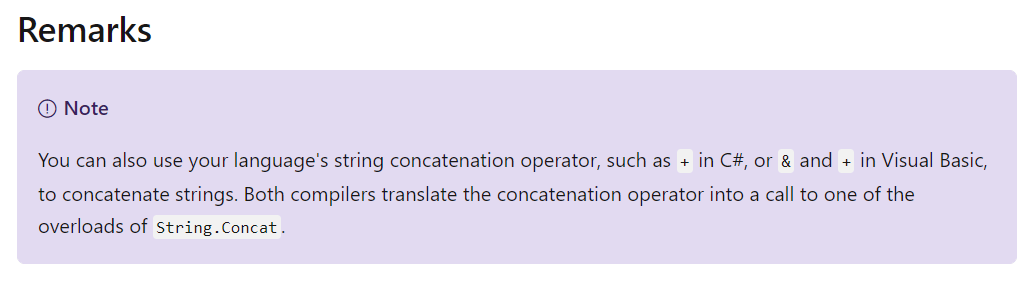 Remarks
Note
You can also use your language's string concatenation operator, such as + in C#, or & and + in Visual Basic,
to concatenate strings. Both compilers translate the concatenation operator into a call to one of the
overloads of String.Concat.